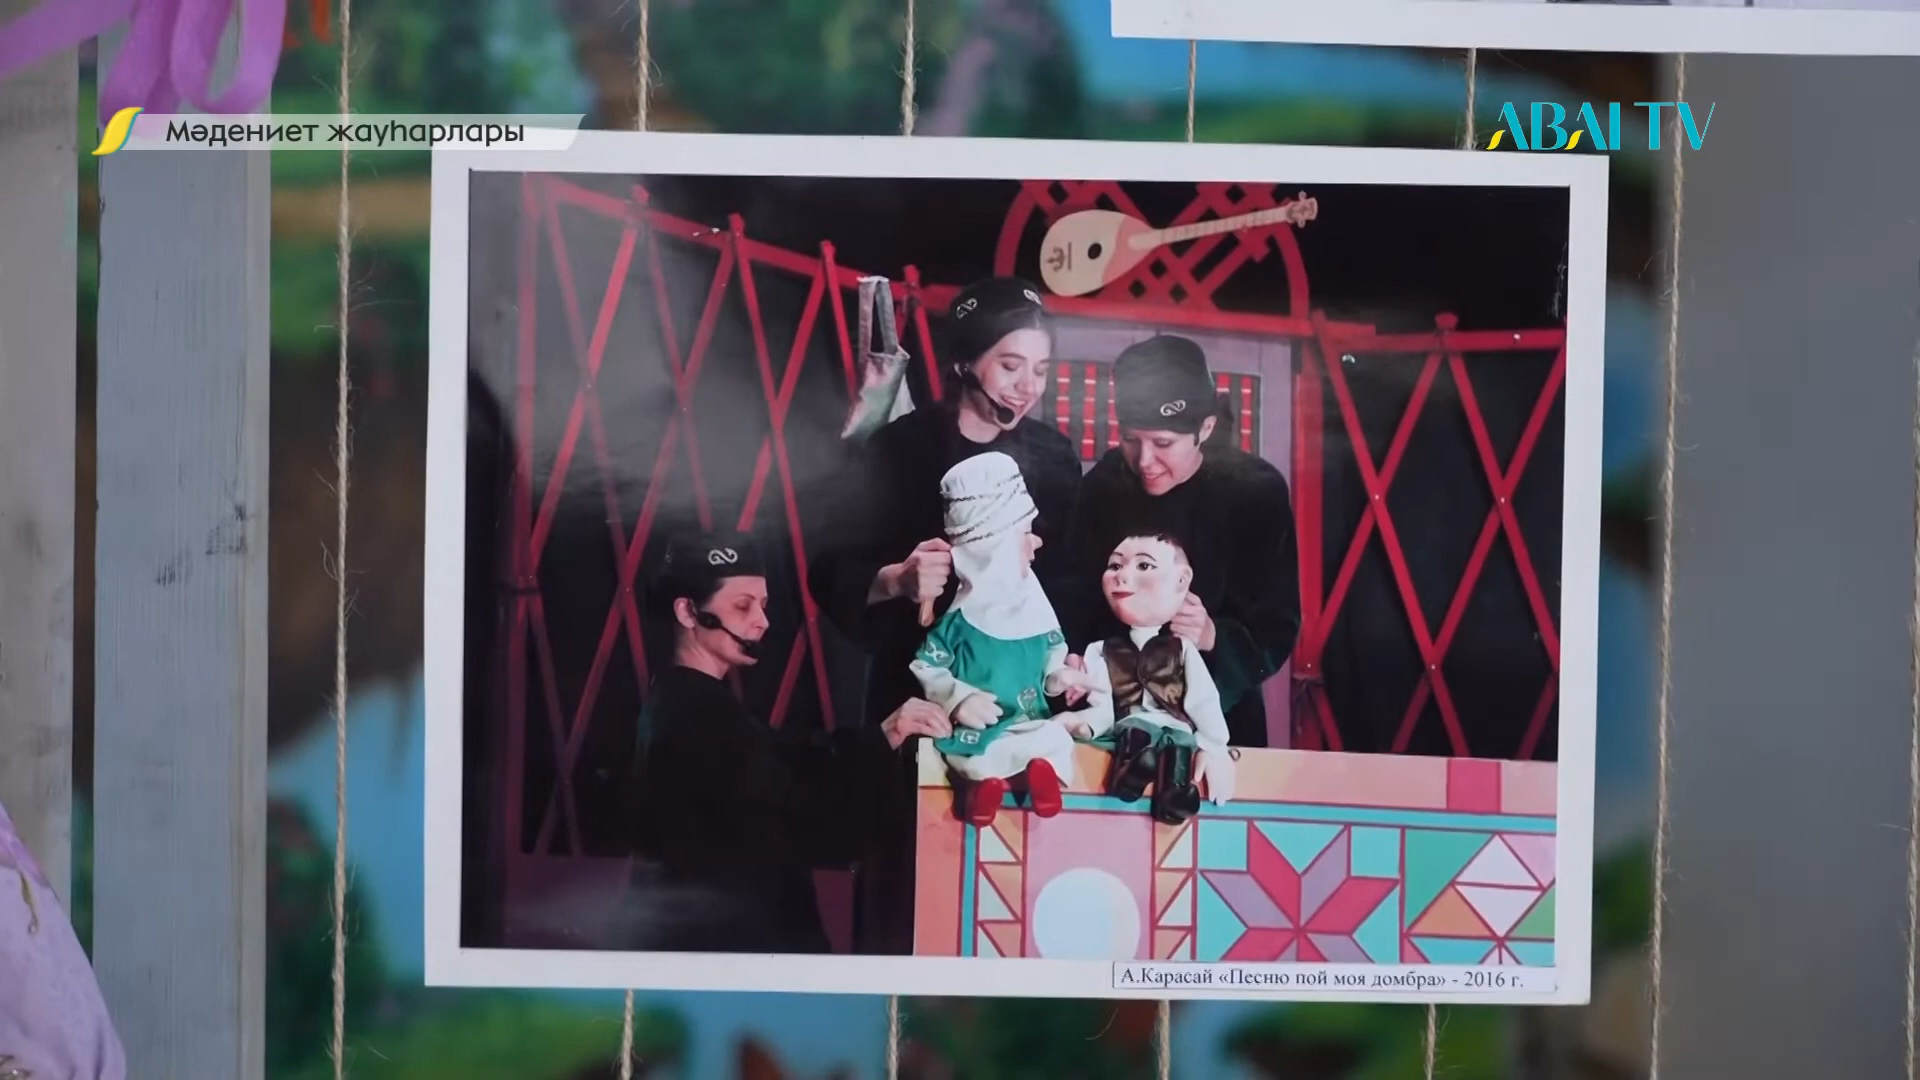 Мәдениет жауһарлары
ABAI TV
А.Карасай «Песню пой моя домбра» - 2016 г.